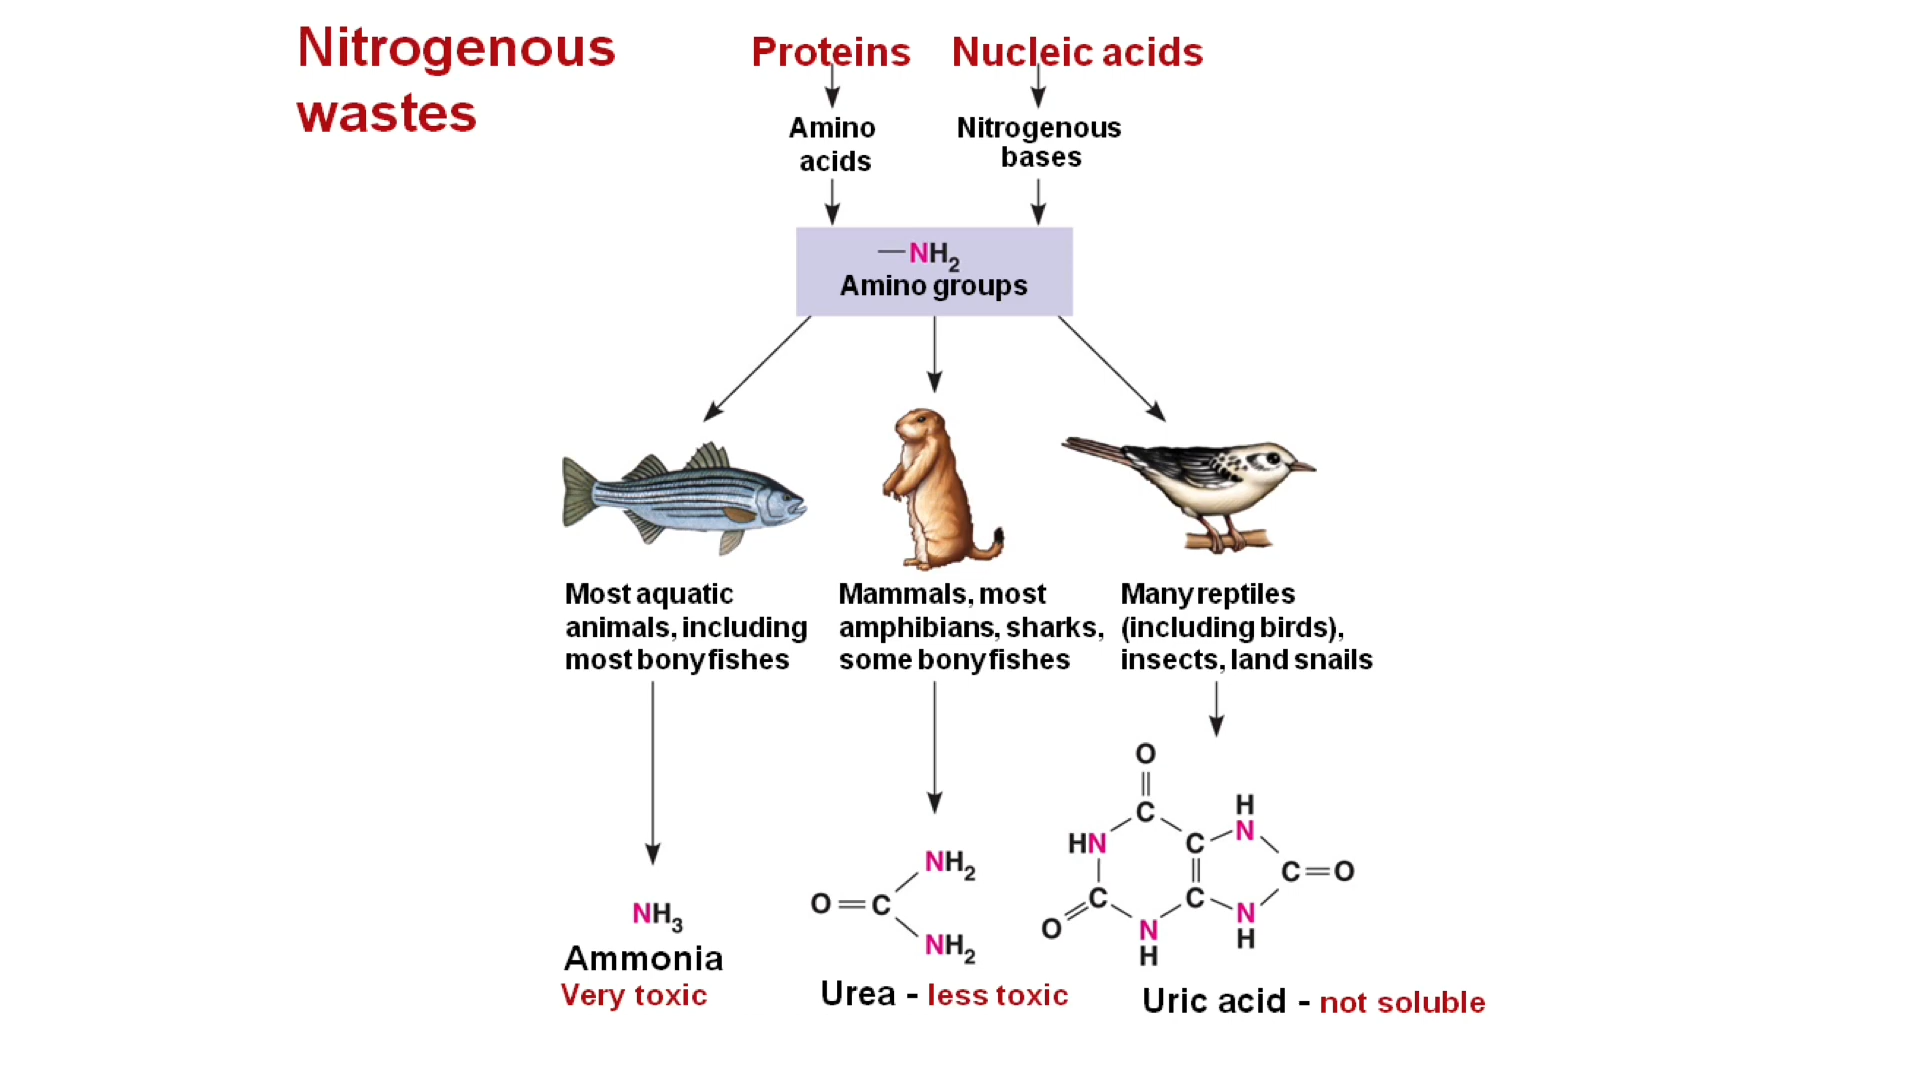 Nitrogenous
wastes
Proteins
Nucleic acids
Amino
acids
Nitrogenous
bases
—NH2
Amino groups
Most aquatic
animals, including
most bony fishes
Mammals, most
amphibians, sharks,
some bony fishes
Many reptiles
(including birds),
insects, land snails
NH3
Ammonia
Very toxic
NH2
O=C
NH2
Urea - less toxic
O
C
H
N
HN
C
C=O
C
C
N
H
O
N
H
Uric acid - not soluble